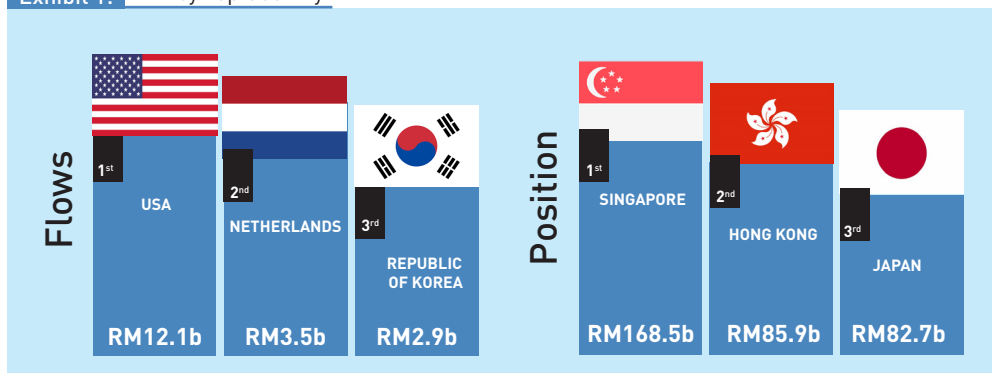 Flows
1st
USA
RM12.1b
2nd
NETHERLANDS
RM3.5b
3rd
REPUBLIC
OF KOREA
RM2.9b
Position
1st
SINGAPORE
RM168.5b
2nd
HONG KONG
RM85.9b
3rd
JAPAN
RM82.7b